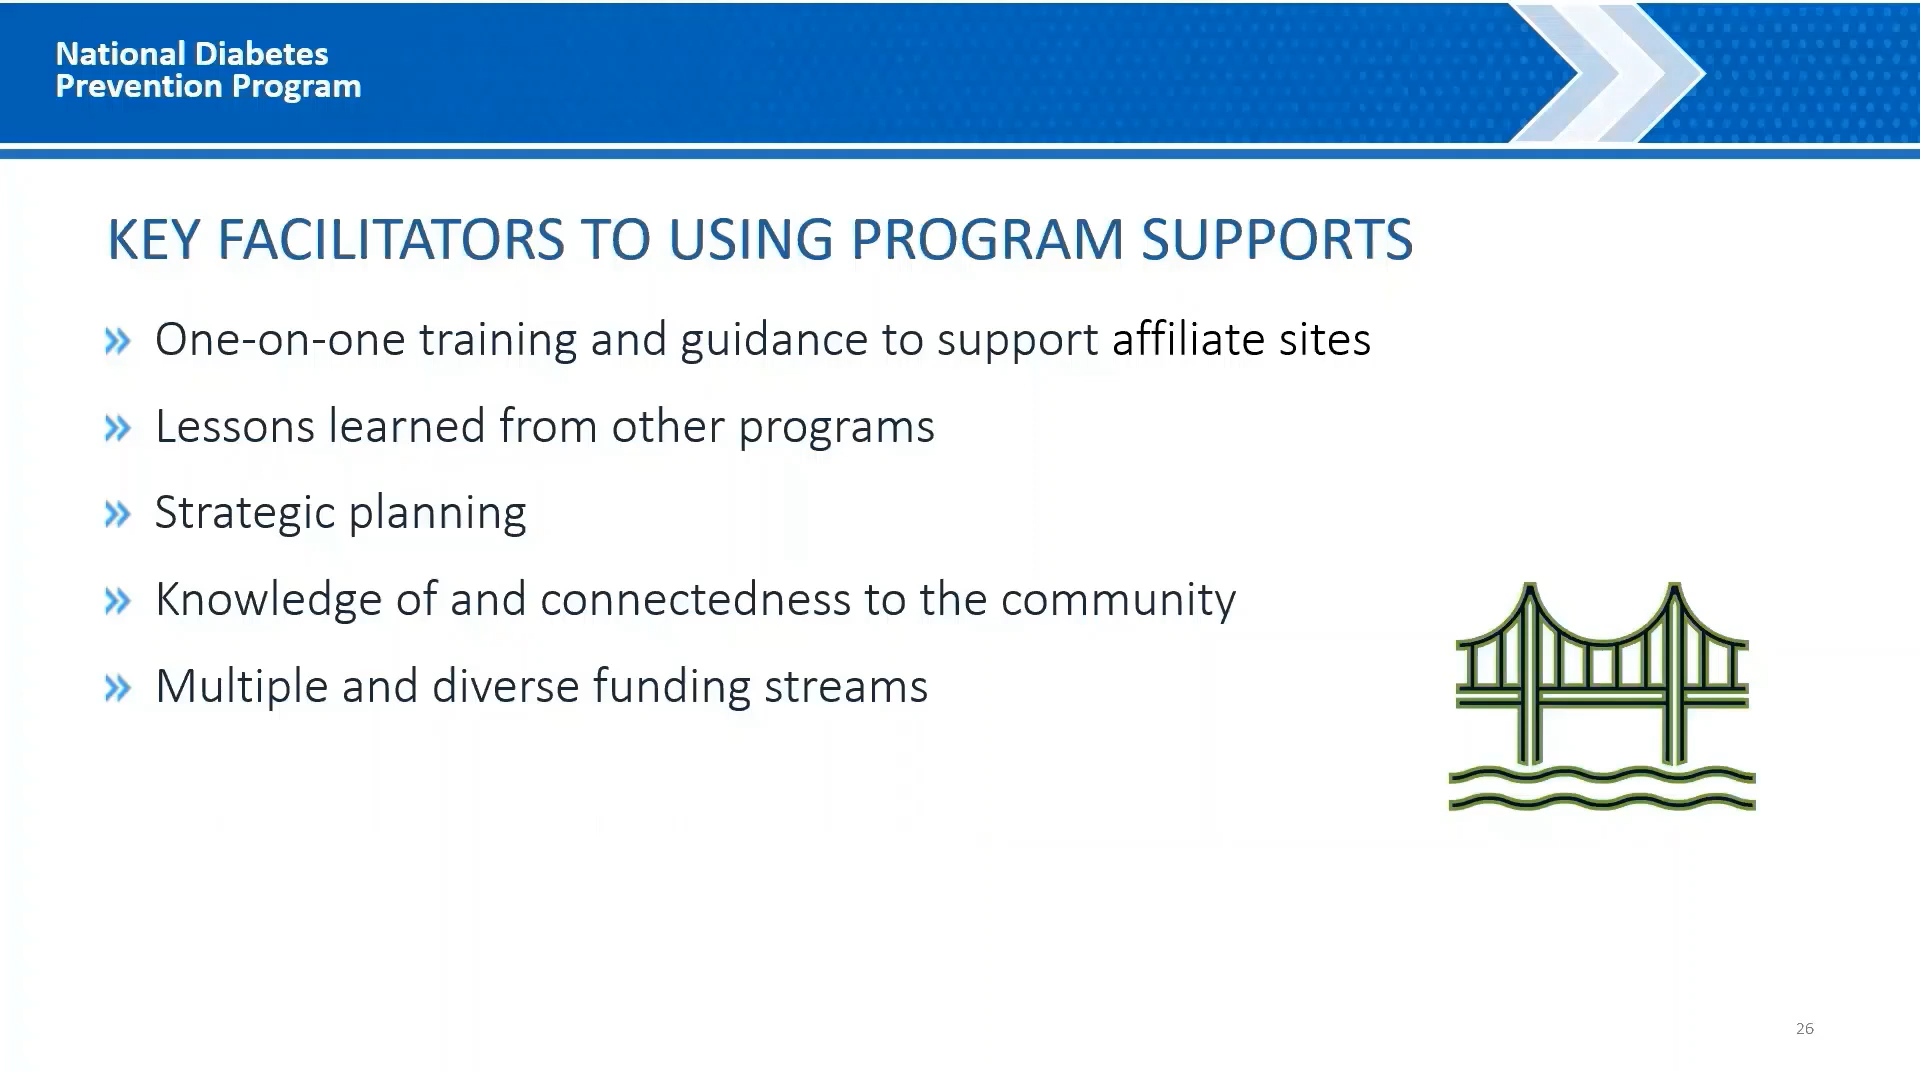 National Diabetes
Prevention Program
KEY FACILITATORS TO USING PROGRAM SUPPORTS
» One-on-one training and guidance to support affiliate sites
» Lessons learned from other programs
» Strategic planning
» Knowledge of and connectedness to the community
» Multiple and diverse funding streams
26